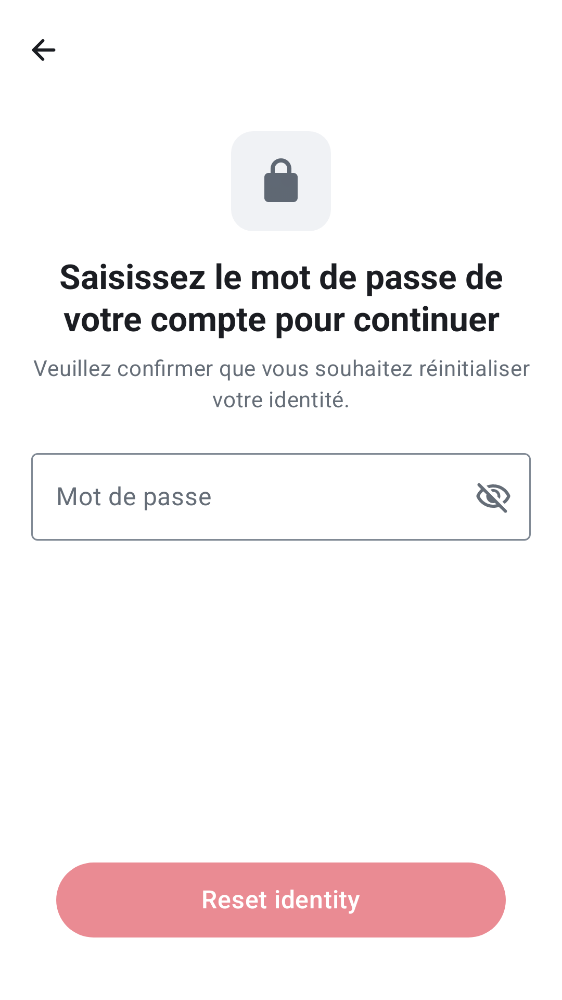 Saisissez le mot de passe de
votre compte pour continuer
Veuillez confirmer que vous souhaitez réinitialiser
votre identité.
Mot de passe
Reset identity